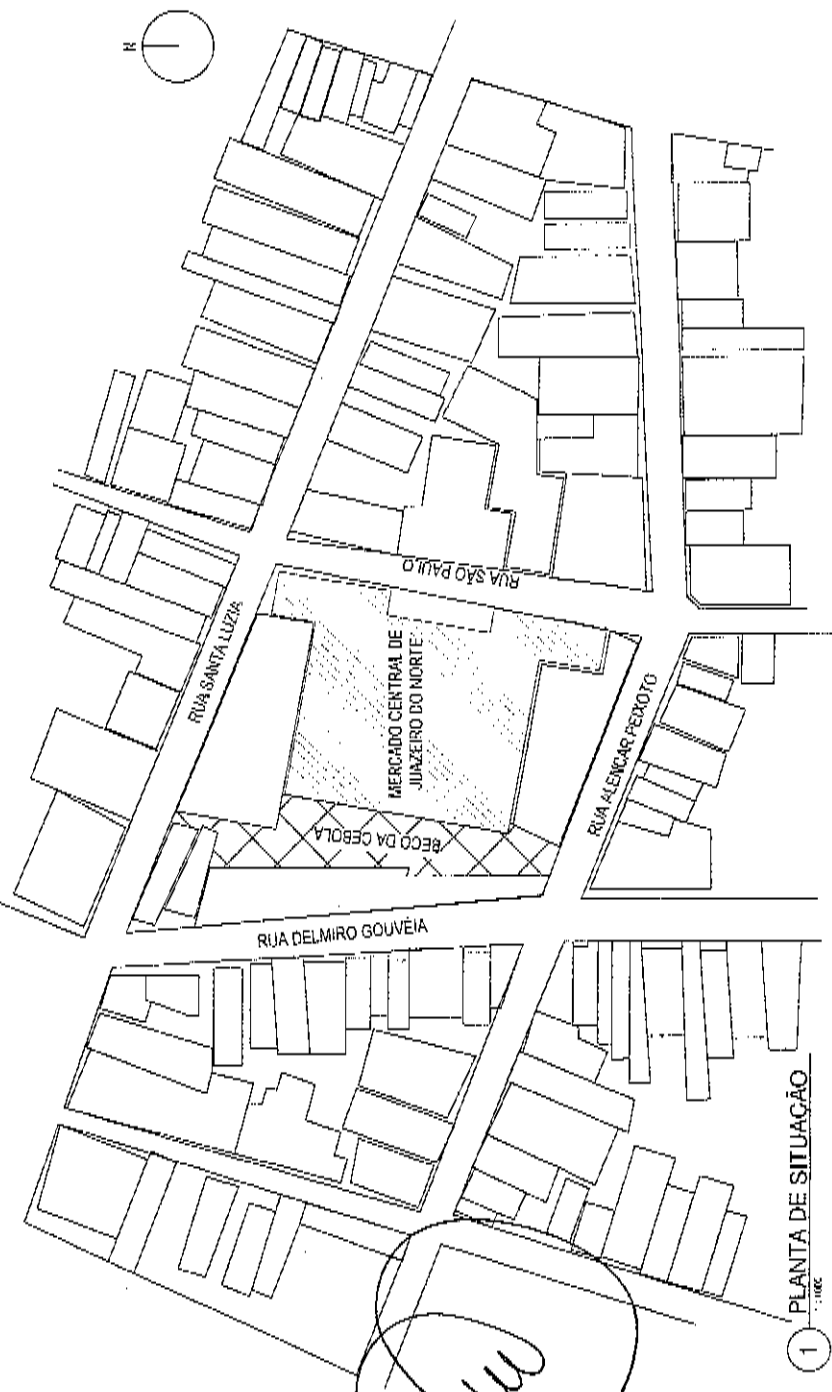 N
RUA SANTA LUZIA
RUA SÃO PAULO
MERCADO CENTRAL DE
JUAZEIRO DO NORTE
BECO DA CEBOLA
RUA ALENCAR PEIXOTO
RUA DELMIRO GOUVÉIA
1
PLANTA DE SITUAÇÃO